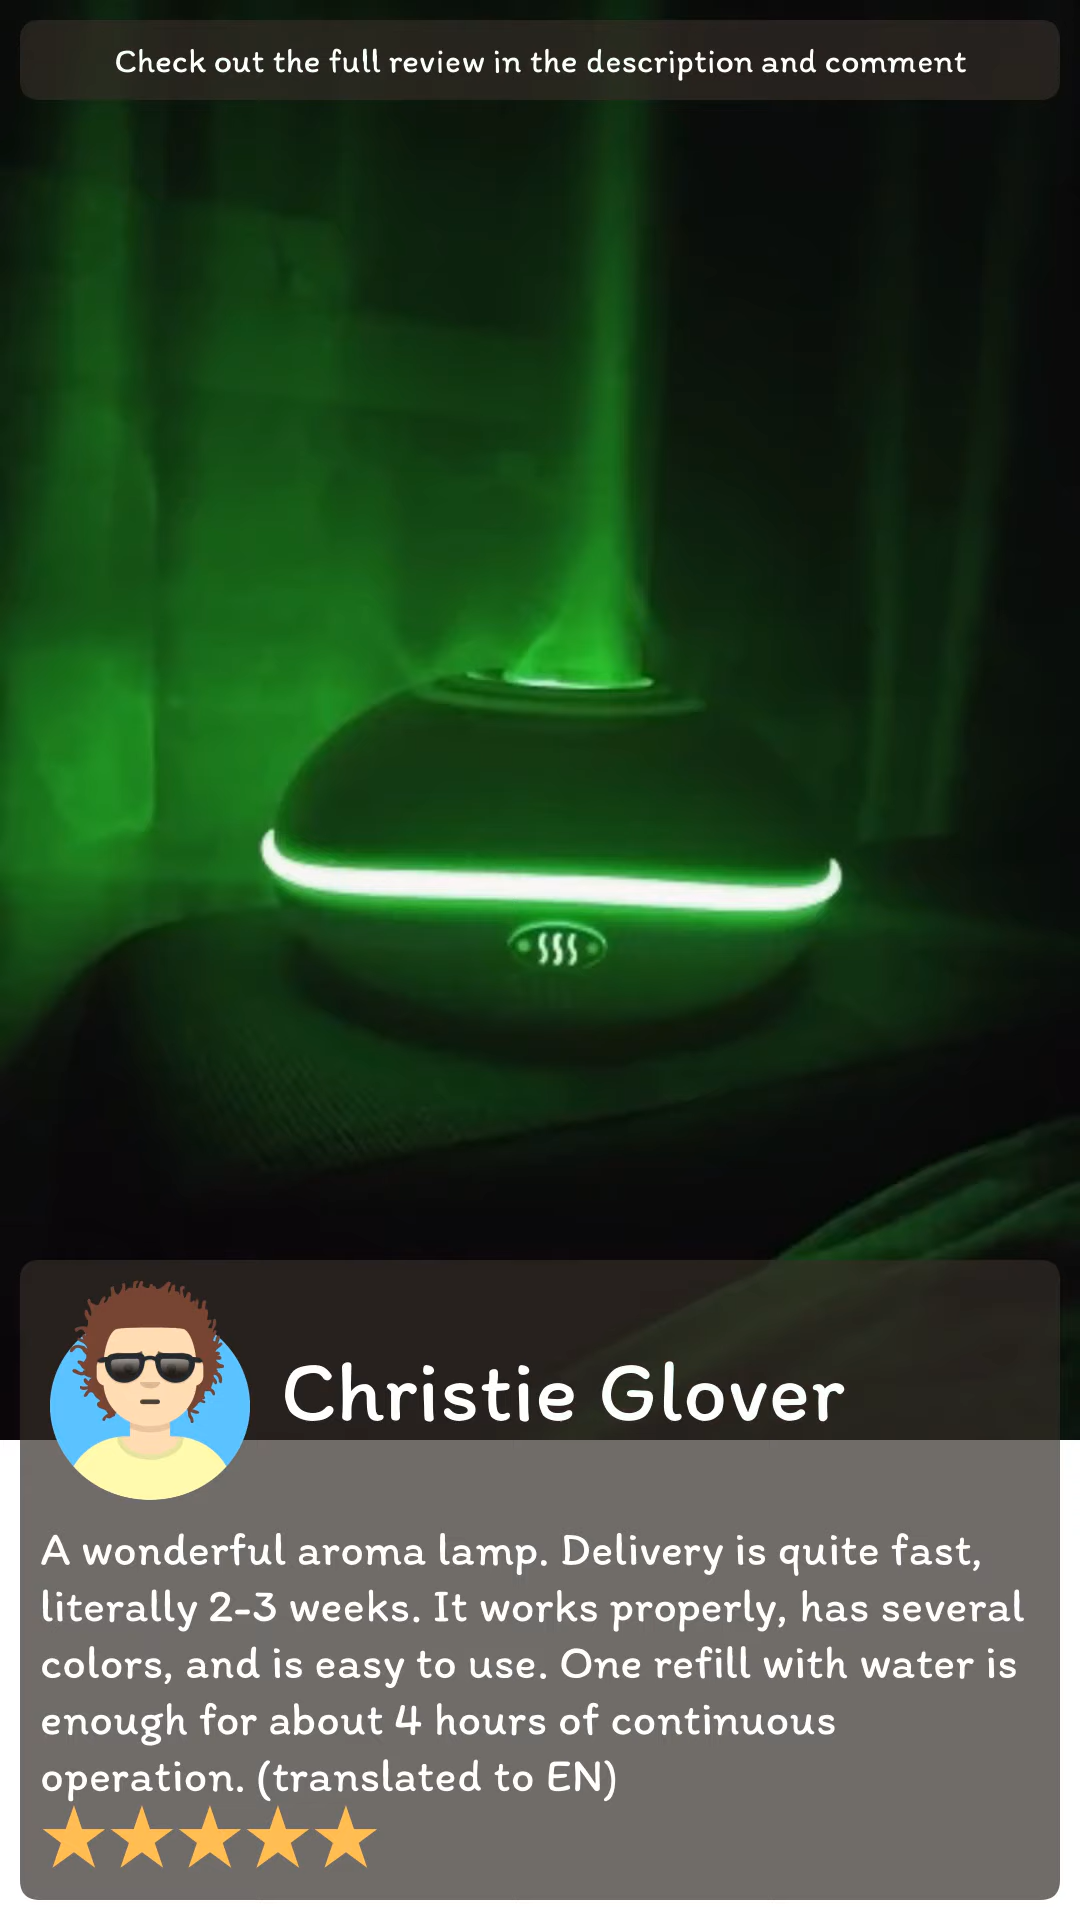 Check out the full review in the description and comment
Christie Glover
A wonderful aroma lamp. Delivery is quite fast,
literally 2-3 weeks. It works properly, has several
colors, and is easy to use. One refill with water is
enough for about 4 hours of continuous
operation. (translated to EN)